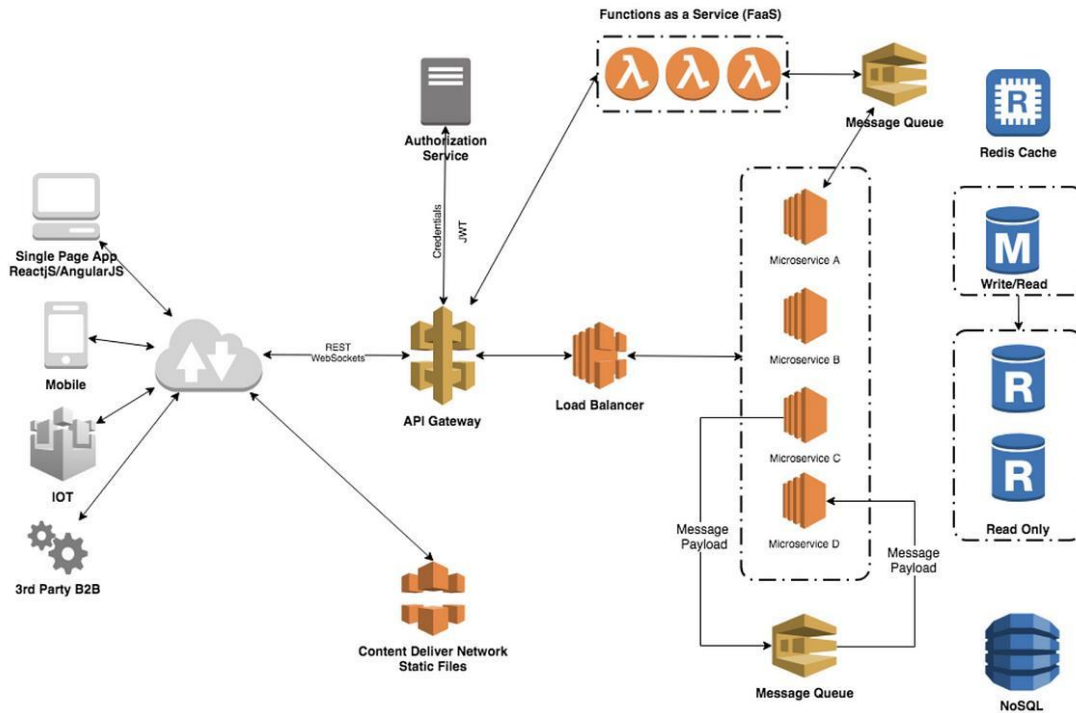 Functions as a Service (FaaS)
λ
λ
λ
Authorization
Service
Message Queue
R
Redis Cache
Credentials
JWT
Single Page App
ReactjS/AngularJS
Microservice A
M
Write/Read
Mobile
REST
WebSockets
API Gateway
Load Balancer
Microservice B
R
IOT
Microservice C
R
Read Only
3rd Party B2B
Message
Payload
Microservice D
Message
Payload
Content Deliver Network
Static Files
Message Queue
NoSQL